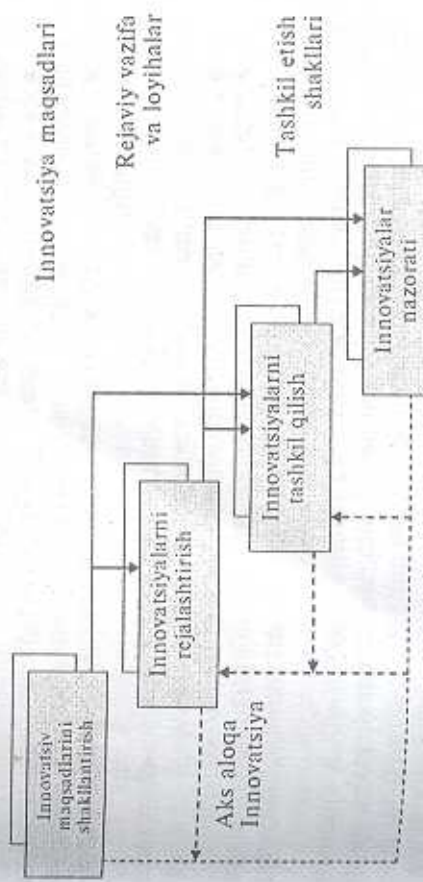 Innovatsiya maqsadlari
Innovatsiv
maqsadlarini
shakllantirish
Rejaviy vazifa
va loyihalar
Innovatsiyalarni
rejalashtirish
Tashkil etish
shakllari
Innovatsiyalarni
tashkil qilish
Aks aloqa
Innovatsiya
Innovatsiyalar
nazorati